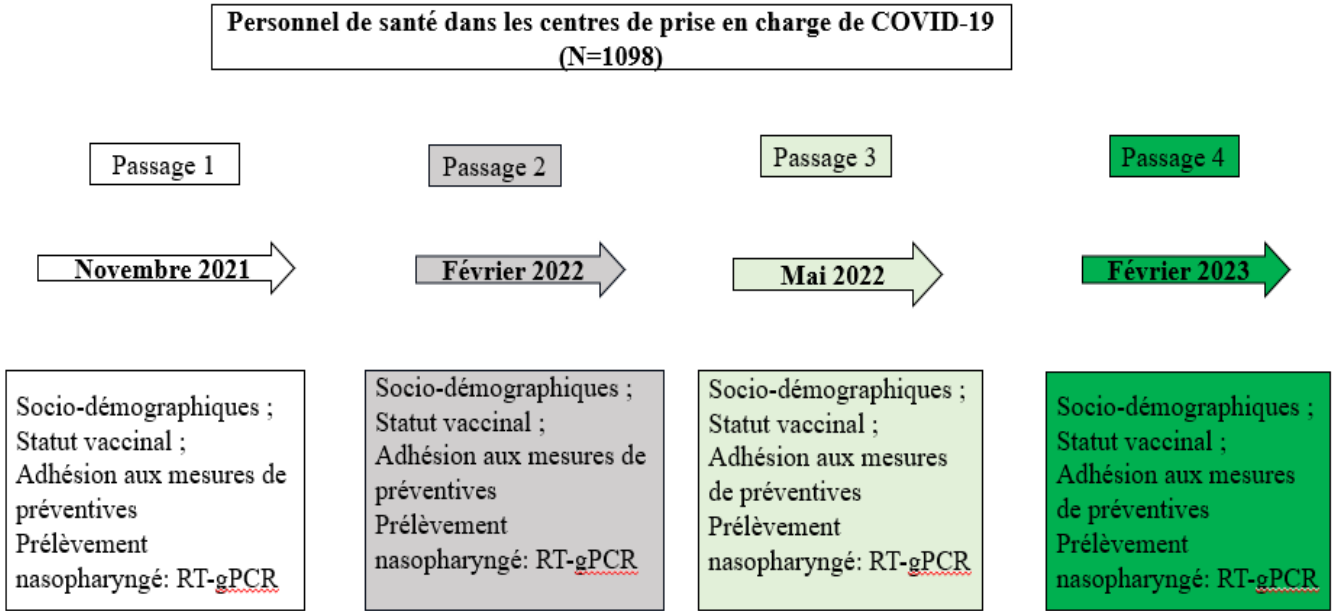 Personnel de santé dans les centres de prise en charge de COVID-19
(N=1098)
Passage 1
Passage 2
Passage 3
Passage 4
Novembre 2021
Février 2022
Mai 2022
Février 2023
Socio-démographiques ;
Statut vaccinal ;
Adhésion aux mesures de
préventives
Prélèvement
nasopharyngé: RT-gPCR
Socio-démographiques ;
Statut vaccinal ;
Adhésion aux mesures de
préventives
Prélèvement
nasopharyngé: RT-gPCR
Socio-démographiques ;
Statut vaccinal ;
Adhésion aux mesures
de préventives
Prélèvement
nasopharyngé: RT-gPCR
Socio-démographiques ;
Statut vaccinal ;
Adhésion aux mesures
de préventives
Prélèvement
nasopharyngé: RT-gPCR